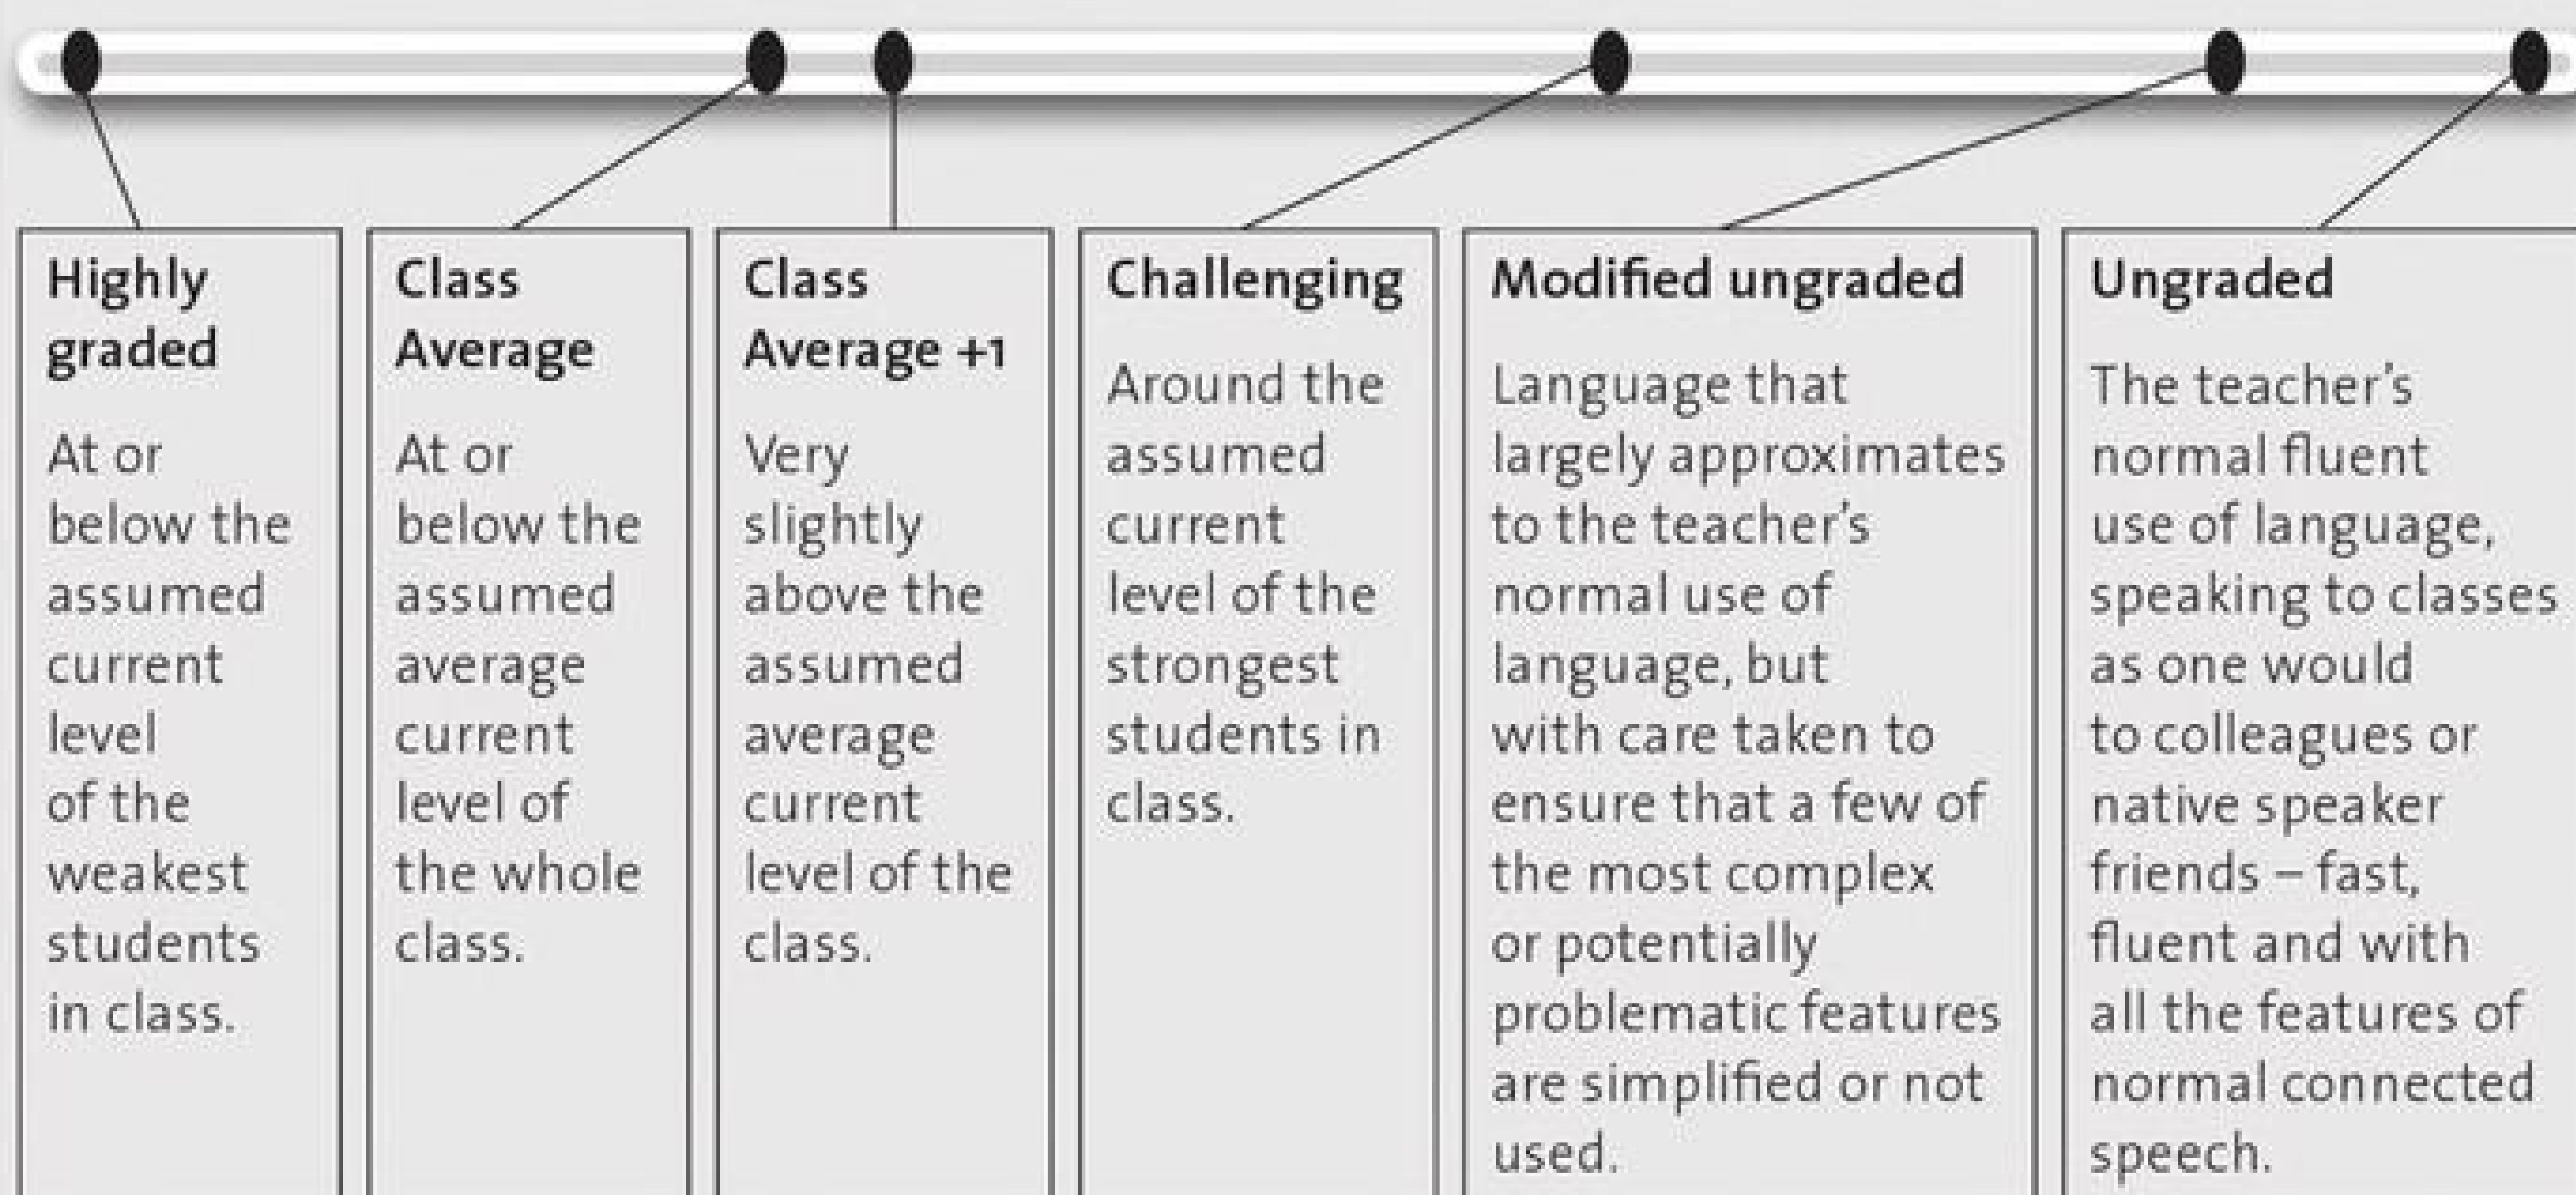 Highly
graded
At or
below the
assumed
current
level
of the
weakest
students
in class.
Class
Average
At or
below the
assumed
average
current
level of
the whole
class.
Class
Average +1
Very
slightly
above the
assumed
average
current
level of the
class.
Challenging
Around the
assumed
current
level of the
strongest
students in
class.
Modified ungraded
Language that
largely approximates
to the teacher’s
normal use of
language, but
with care taken to
ensure that a few of
the most complex
or potentially
problematic features
are simplified or not
used.
Ungraded
The teacher’s
normal fluent
use of language,
speaking to classes
as one would
to colleagues or
native speaker
friends – fast,
fluent and with
all the features of
normal connected
speech.